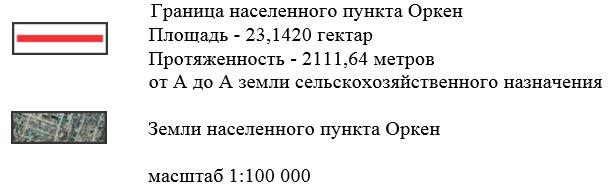 Граница населенного пункта Оркен
Площадь - 23,1420 гектар
Протяженность - 2111,64 метров
от А до А земли сельскохозяйственного назначения
Земли населенного пункта Оркен
масштаб 1:100 000